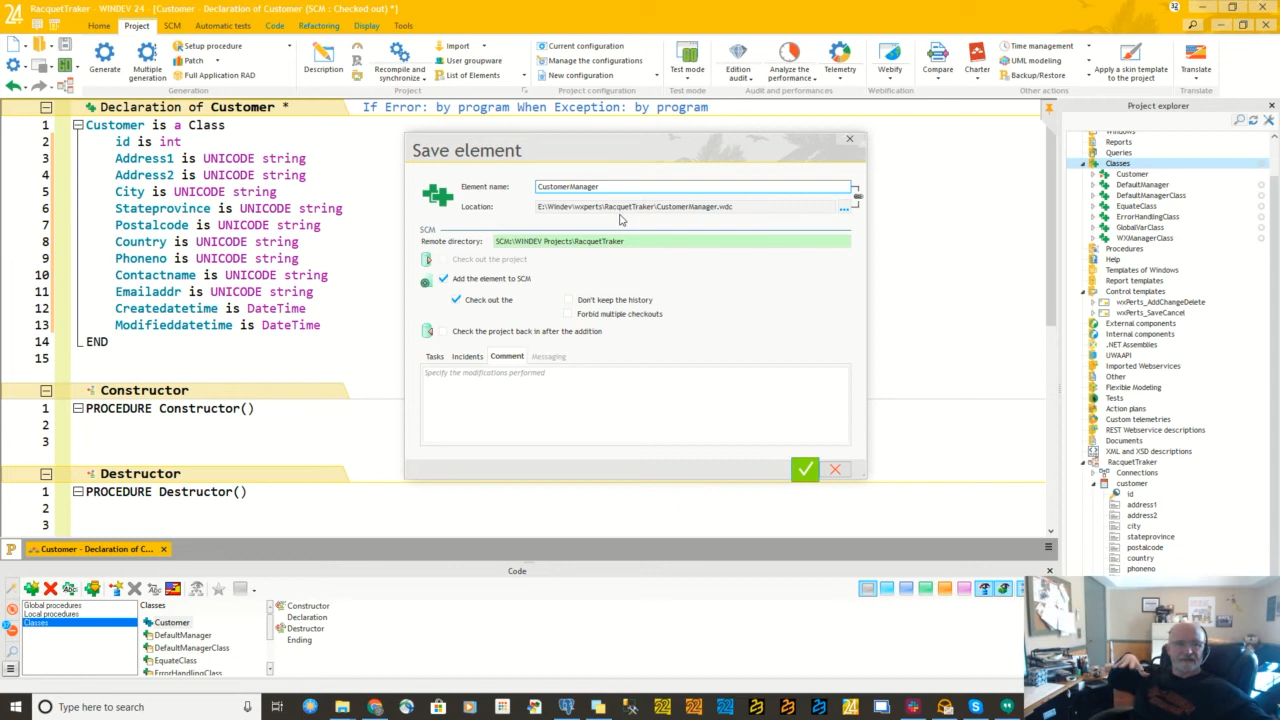 24
RacquetTraker - WINDEV 24 - [Customer - Declaration of Customer (SCM : Checked out) *]
32
Home
Project
SCM
Automatic tests
Code
Refactoring
Display
Tools
Generate
Multiple generation
Setup procedure
Patch
Full Application RAD
Generation
Description
Recompile and synchronize
Import
User groupware
List of Elements
Project
Current configuration
Manage the configurations
New configuration
Project configuration
Test mode
Test mode
Edition audit
Analyze the performance
Telemetry
Audit and performances
Webify
Webification
Compare
Charter
Time management
UML modeling
Backup/Restore
Other actions
Apply a skin template to the project
Translate
Translate
Declaration of Customer *
If Error: by program When Exception: by program
1 Customer is a Class
2 id is int
3 Address1 is UNICODE string
4 Address2 is UNICODE string
5 City is UNICODE string
6 Stateprovince is UNICODE string
7 Postalcode is UNICODE string
8 Country is UNICODE string
9 Phoneno is UNICODE string
10 Contactname is UNICODE string
11 Emailaddr is UNICODE string
12 Createdatetime is DateTime
13 Modifieddatetime is DateTime
14 END
15
Constructor
1 PROCEDURE Constructor()
2
3
Destructor
1 PROCEDURE Destructor()
2
3
Save element
Element name: CustomerManager
Location: E:\Windev\wxperts\RacquetTraker\CustomerManager.wdc
...
SCM
Remote directory: SCM:\WINDEV Projects\RacquetTraker
Check out the project
Add the element to SCM
Check out the
Don't keep the history
Forbid multiple checkouts
Check the project back in after the addition
Tasks
Incidents
Comment
Messaging
Specify the modifications performed
Project explorer
Windows
Reports
Queries
Classes
Customer
DefaultManager
DefaultManagerClass
EquateClass
ErrorHandlingClass
GlobalVarClass
WXManagerClass
Procedures
Help
Templates of Windows
Report templates
Control templates
wxPerts_AddChangeDelete
wxPerts_SaveCancel
External components
Internal components
.NET Assemblies
UWAAPI
Imported Webservices
Other
Flexible Modeling
Tests
Action plans
Custom telemetries
REST Webservice descriptions
Documents
XML and XSD descriptions
RacquetTraker
Connections
customer
id
address1
address2
city
stateprovince
postalcode
country
phoneno
Customer - Declaration of C...
Code
Global procedures
Local procedures
Classes
Classes
Customer
DefaultManager
DefaultManagerClass
EquateClass
ErrorHandlingClass
Constructor
Declaration
Destructor
Ending
Type here to search